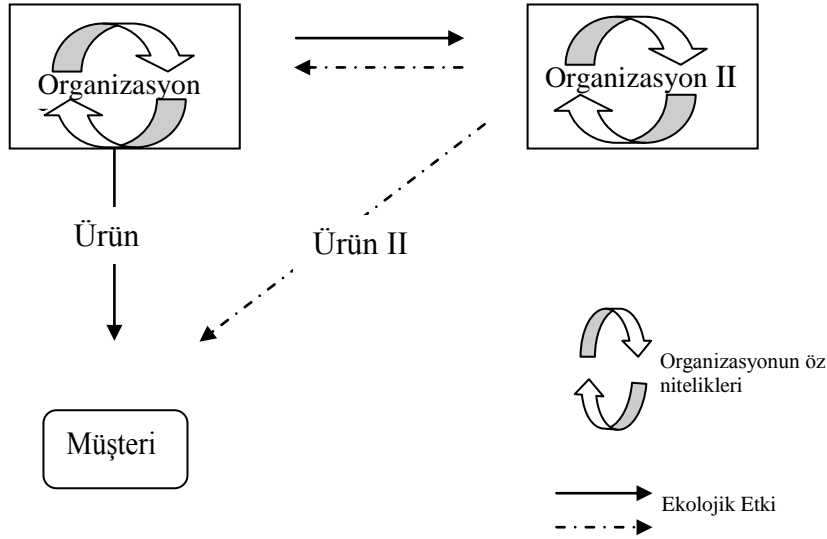 Organizasyon
Organizasyon II
Ürün
Ürün II
Müşteri
Organizasyonun öz
nitelikleri
Ekolojik Etki